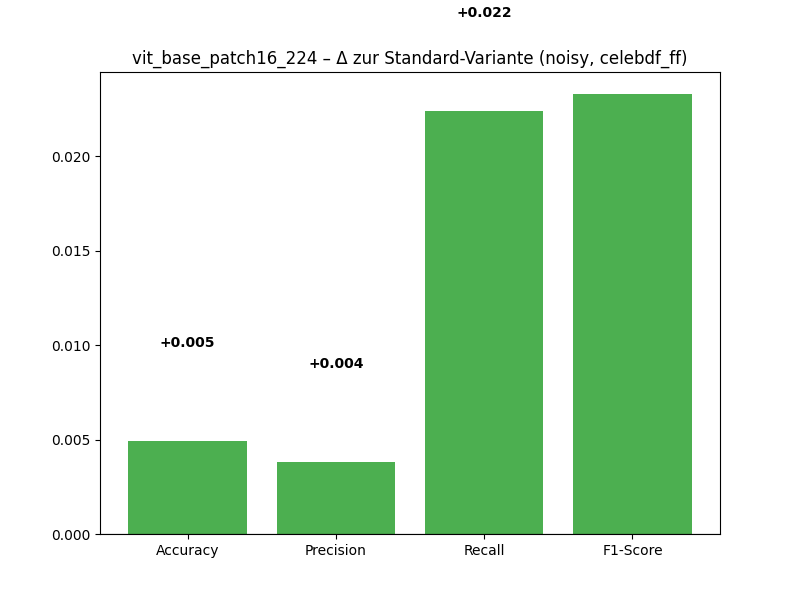 +0.022
vit_base_patch16_224 – Δ zur Standard-Variante (noisy, celebdf_ff)
0.020
0.015
0.010
0.005
0.000
+0.005
+0.004
Accuracy
Precision
Recall
F1-Score